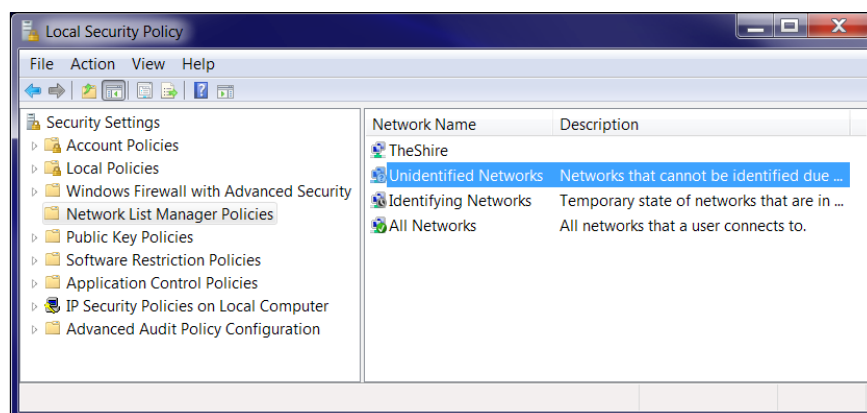 Local Security Policy
File Action View Help
Security Settings
Account Policies
Local Policies
Windows Firewall with Advanced Security
Network List Manager Policies
Public Key Policies
Software Restriction Policies
Application Control Policies
IP Security Policies on Local Computer
Advanced Audit Policy Configuration
Network Name Description
TheShire
Unidentified Networks Networks that cannot be identified due ...
Identifying Networks Temporary state of networks that are in ...
All Networks All networks that a user connects to.